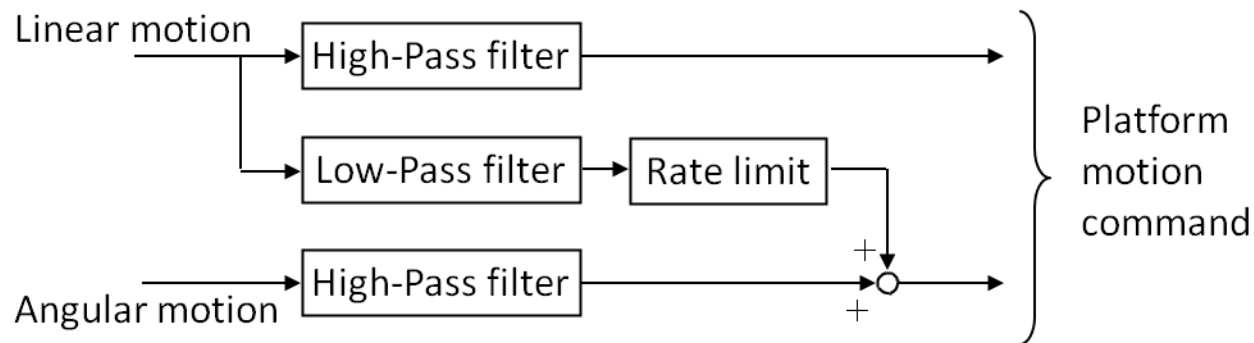 Linear motion
High-Pass filter
Low-Pass filter
Rate limit
+
High-Pass filter
+
Angular motion
Platform
motion
command